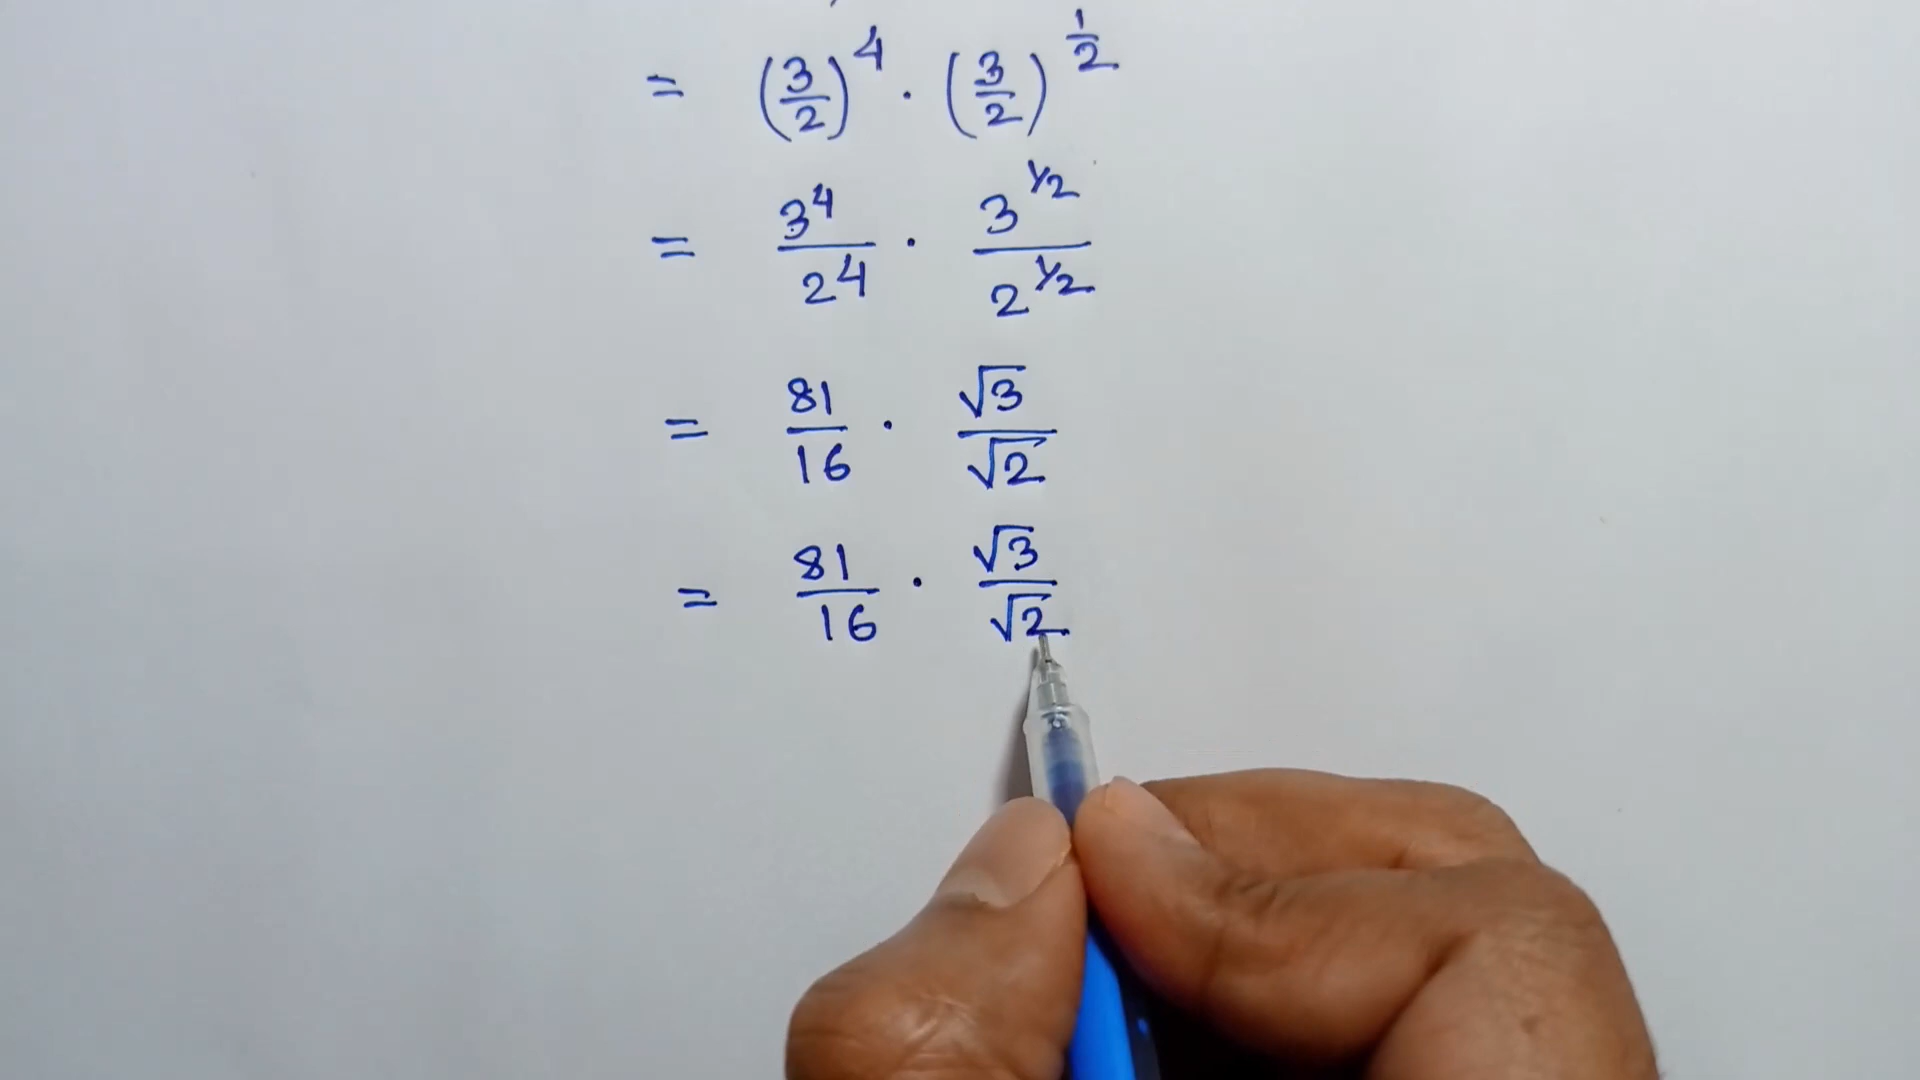 = (3/2)^4 · (3/2)^1/2
= 3^4/2^4 · 3^1/2/2^1/2
= 81/16 · √3/√2
= 81/16 · √3/√2